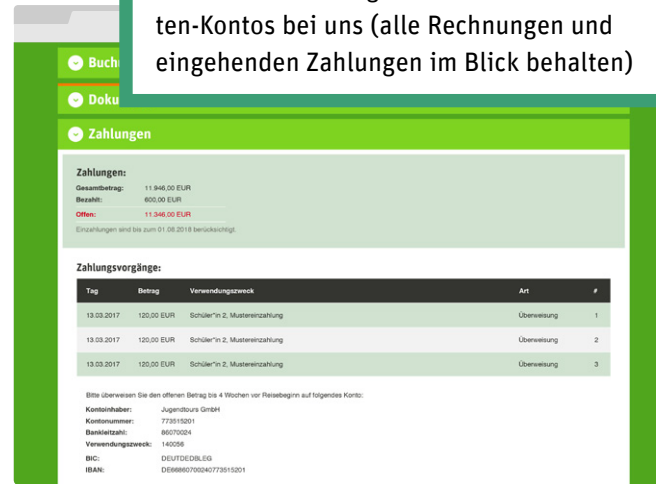 ten-Kontos bei uns (alle Rechnungen und
eingehenden Zahlungen im Blick behalten)
Buch
Doku
Zahlungen
Zahlungen:
Gesamtbetrag: 11.946,00 EUR
Bezahlt: 600,00 EUR
Offen: 11.346,00 EUR
Einzahlungen sind bis zum 01.08.2018 berücksichtigt.
Zahlungsvorgänge:
Tag Betrag Verwendungszweck Art #
13.03.2017 120,00 EUR Schüler*in 2, Mustereinzahlung Überweisung 1
13.03.2017 120,00 EUR Schüler*in 2, Mustereinzahlung Überweisung 2
13.03.2017 120,00 EUR Schüler*in 2, Mustereinzahlung Überweisung 3
Bitte überweisen Sie den offenen Betrag bis 4 Wochen vor Reisebeginn auf folgendes Konto:
Kontoinhaber: Jugendtours GmbH
Kontonummer: 773515201
Bankleitzahl: 86070024
Verwendungszweck: 140056
BIC: DEUTDEDBLEG
IBAN: DE66860700240773515201